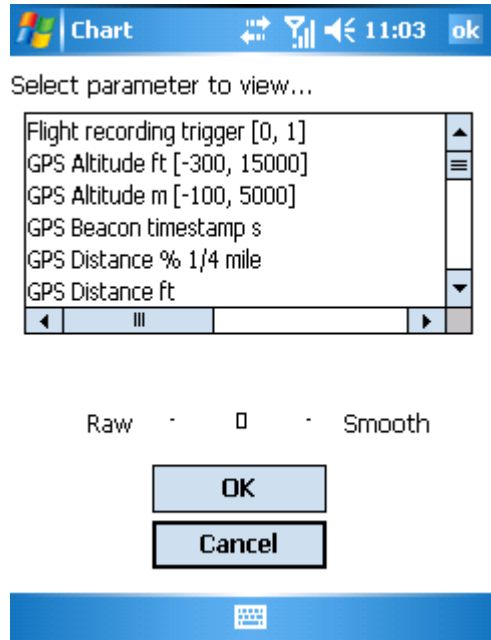 Chart 11:03 ok
Select parameter to view...
Flight recording trigger [0, 1]
GPS Altitude ft [-300, 15000]
GPS Altitude m [-100, 5000]
GPS Beacon timestamp s
GPS Distance % 1/4 mile
GPS Distance ft
Raw - - Smooth
OK
Cancel